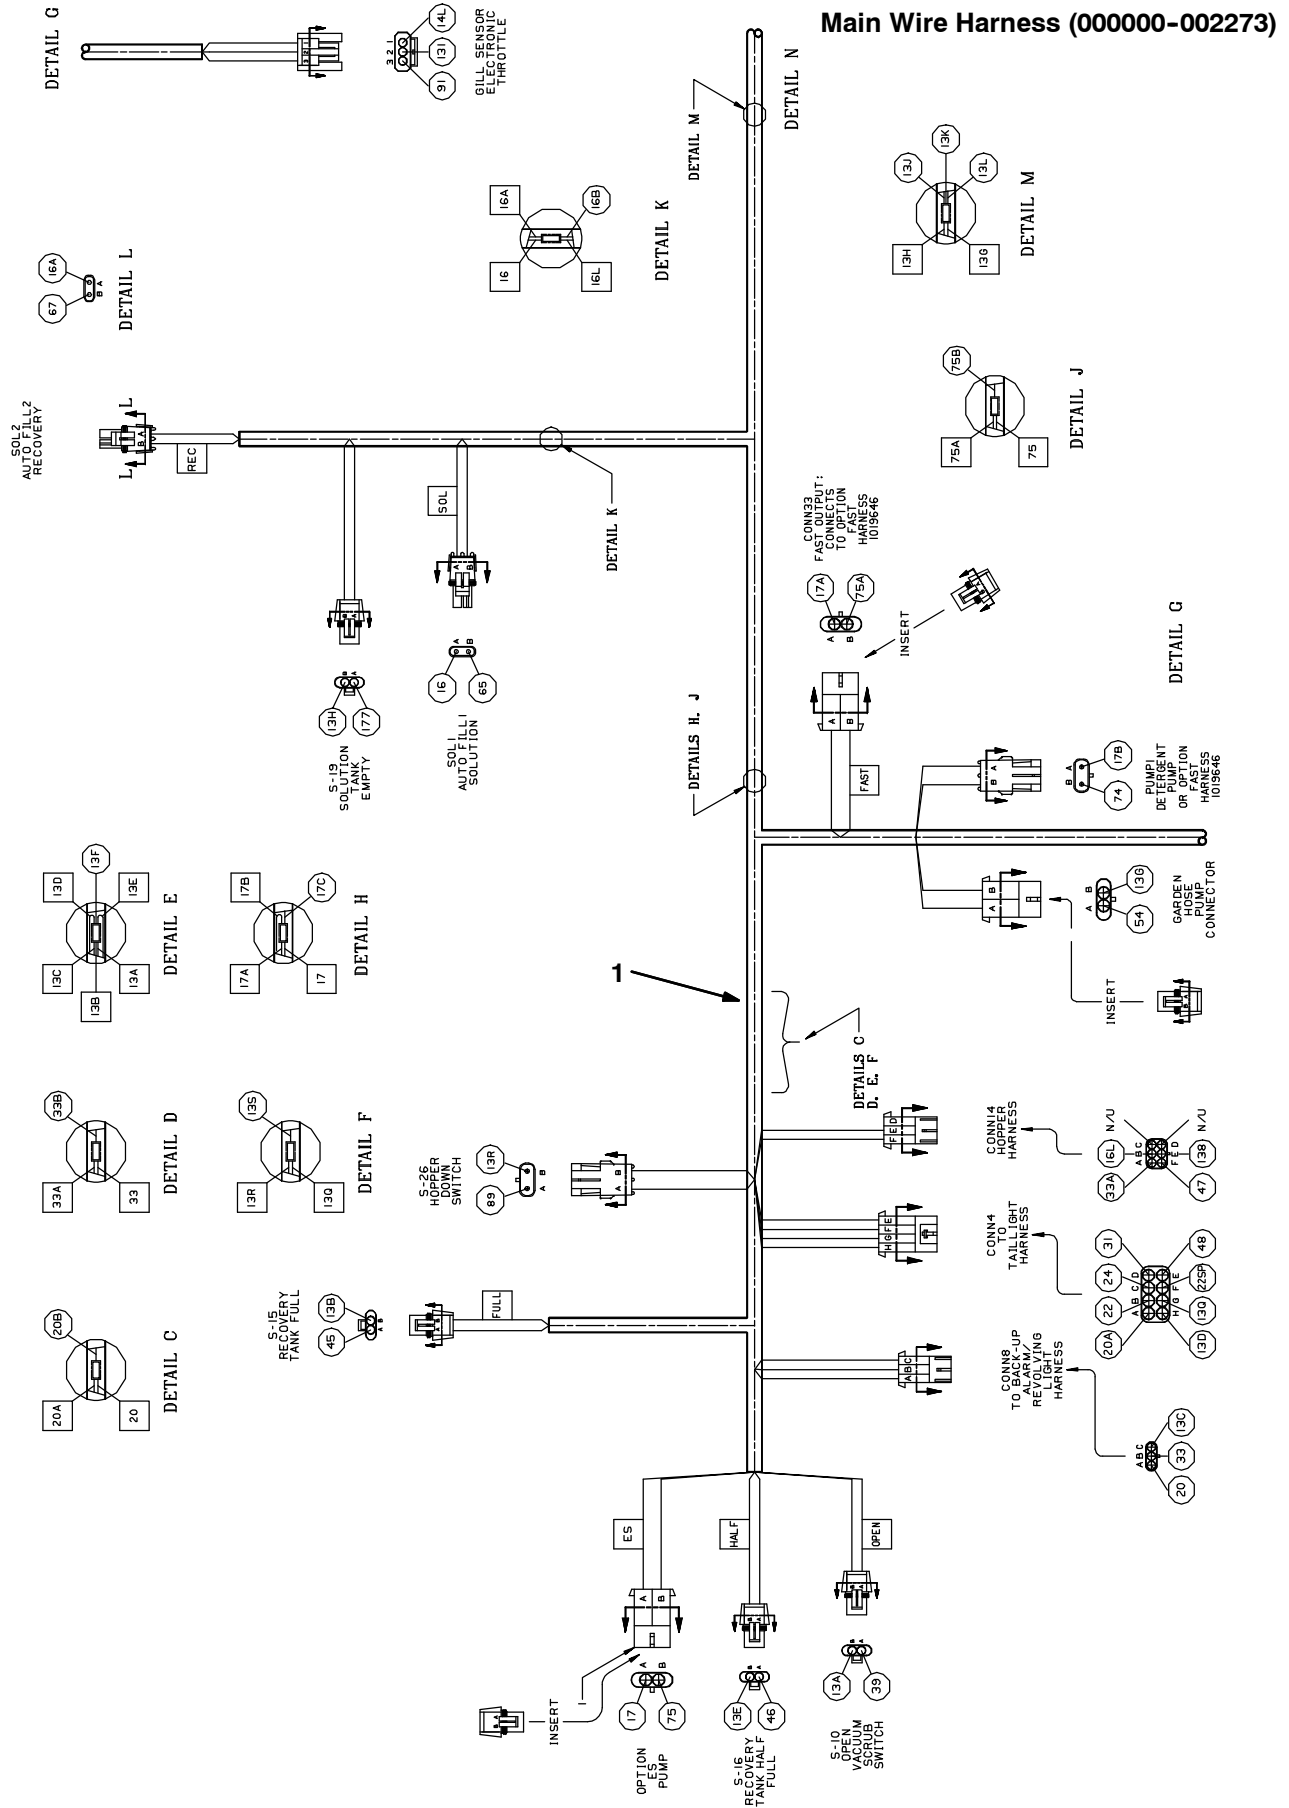 Main Wire Harness (000000-002273)
DETAIL G
3 2 1
3 2 1
14L
131
91
GILL SENSOR
ELECTRONIC
THROTTLE
DETAIL N
DETAIL M
16A
16B
16
16L
DETAIL K
13J
13K
13L
13H
13G
DETAIL M
16A
67
B A
DETAIL L
SOL2
AUTO FILL2
RECOVERY
L
L
B A
REC
SOL
DETAIL K
A
B
B
A
B
A
13H
177
S-19
SOLUTION
TANK
EMPTY
A
B
16
65
SOL1
AUTO FILL1
SOLUTION
75B
75A
75
DETAIL J
CONN33
FAST OUTPUT:
CONNECTS
TO OPTION
FAST
HARNESS
1019646
17A
75A
A
B
INSERT
A
B
FAST
DETAILS H, J
DETAIL G
B A
B A
17B
74
PUMP1
DETERGENT
PUMP
OR OPTION
FAST
HARNESS
1019646
A B
A B
13G
54
GARDEN
HOSE
PUMP
CONNECTOR
INSERT
B A
13F
13D
13E
13C
13A
13B
DETAIL E
17B
17C
17A
17
DETAIL H
1
DETAILS C
D, E, F
33B
33A
33
DETAIL D
13S
13R
13Q
DETAIL F
S-26
HOPPER
DOWN
SWITCH
13R
89
B
A
B
A
F E D
H G F E
CONN14
HOPPER
HARNESS
N/U
N/U
16L
138
33A
47
A B C
F E D
CONN4
TO
TAILLIGHT
HARNESS
31
48
24
22SP
22
13Q
20A
13D
A B C D
H G F E
20B
20A
20
DETAIL C
S-15
RECOVERY
TANK FULL
13B
45
A B
A B
FULL
A B C
CONN8
TO BACK-UP
ALARM/
REVOLVING
LIGHT
HARNESS
A B C
13C
33
20
ES
HALF
OPEN
A
B
B
A
B
A
INSERT
1
B A
A
B
17
75
OPTION
ES
PUMP
B
A
13E
46
S-16
RECOVERY
TANK HALF
FULL
B
A
13A
39
S-10
OPEN
VACUUM
SCRUB
SWITCH